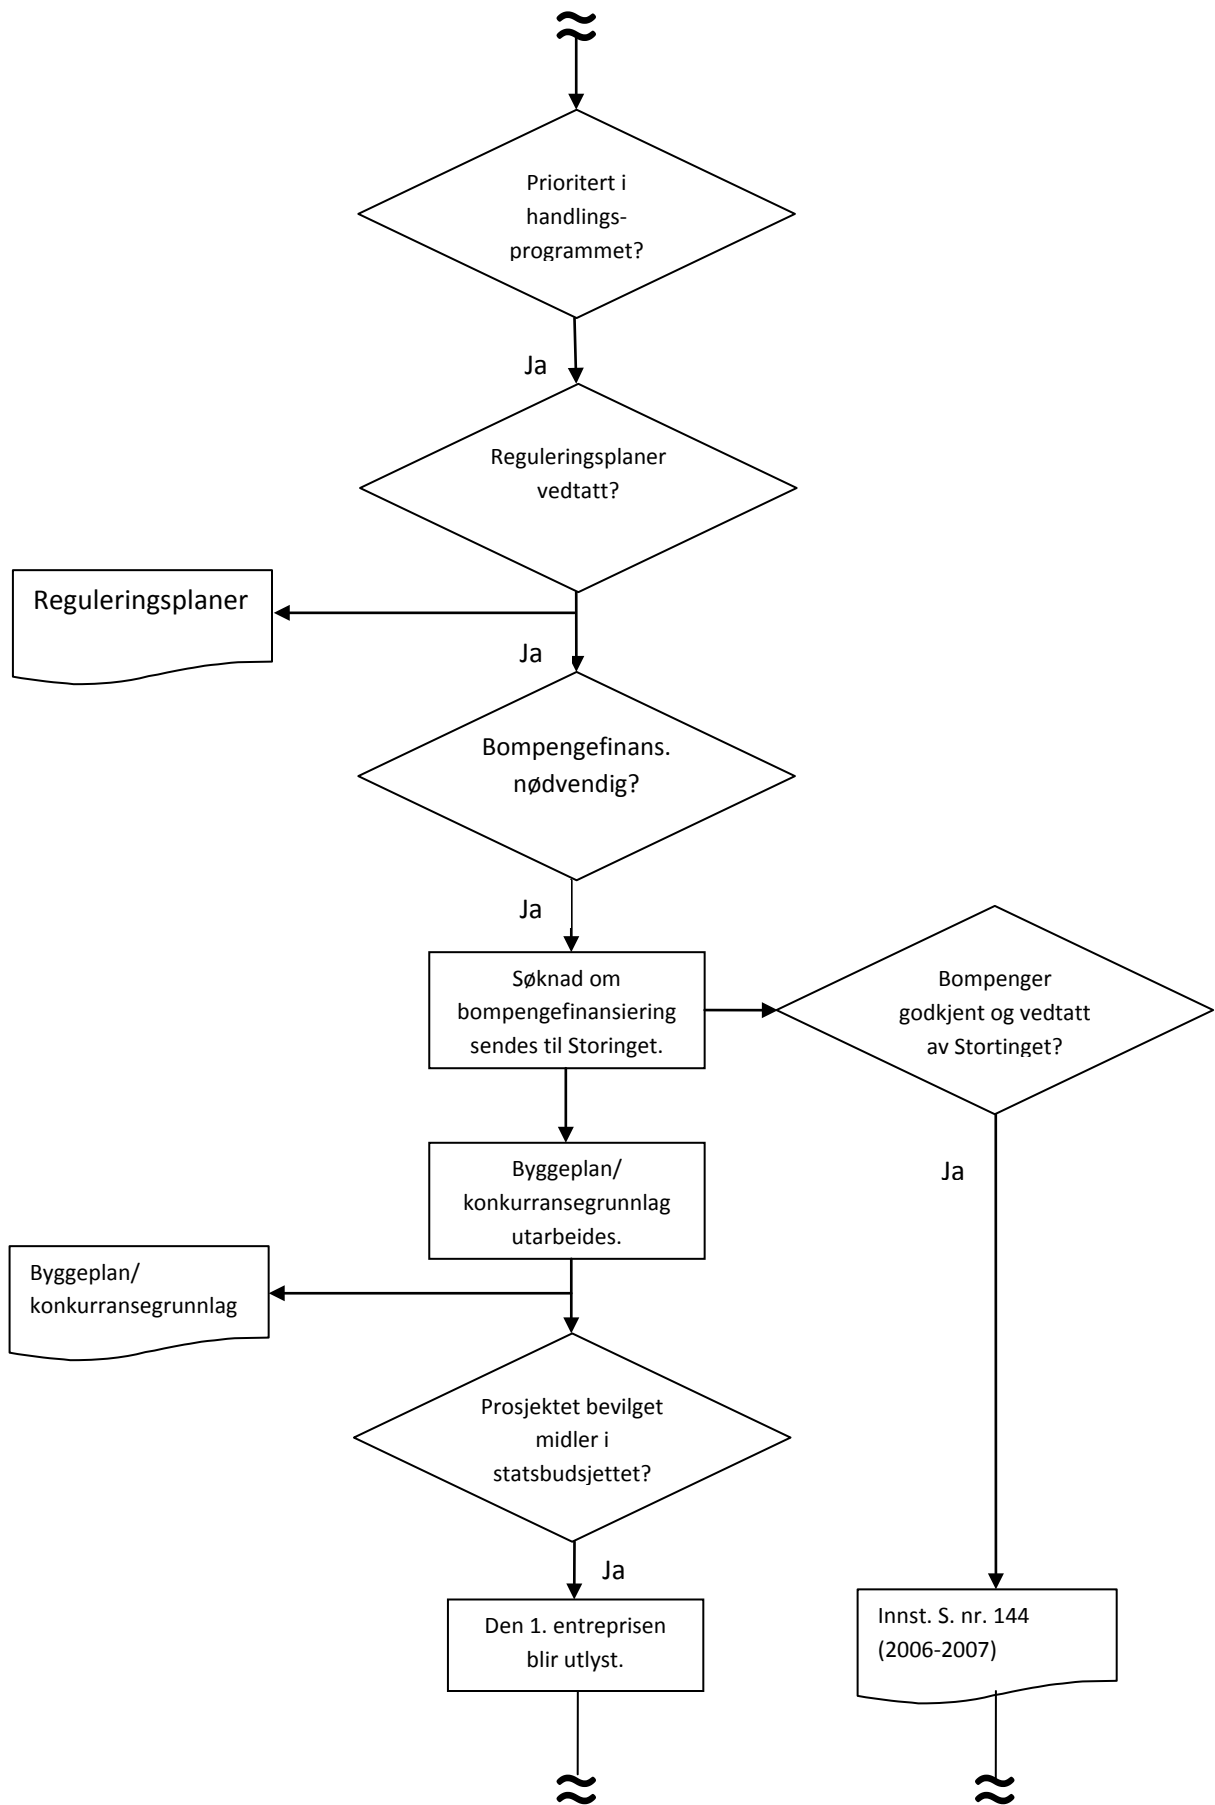 Prioritert i
handlings-
programmet?
Ja
Reguleringsplaner
vedtatt?
Reguleringsplaner
Ja
Bompengefinans.
nødvendig?
Ja
Søknad om
bompengefinansiering
sendes til Storinget.
Bompenger
godkjent og vedtatt
av Stortinget?
Byggeplan/
konkurransegrunnlag
utarbeides.
Ja
Byggeplan/
konkurransegrunnlag
Prosjektet bevilget
midler i
statsbudsjettet?
Ja
Den 1. entreprisen
blir utlyst.
Innst. S. nr. 144
(2006-2007)